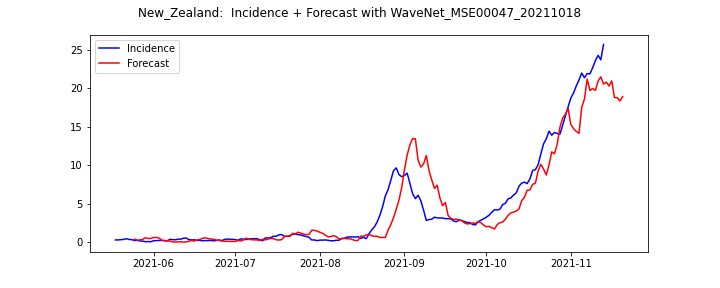 New_Zealand:  Incidence + Forecast with WaveNet_MSE00047_20211018
Incidence
Forecast
25
20
15
10
5
0
2021-06 2021-07 2021-08 2021-09 2021-10 2021-11